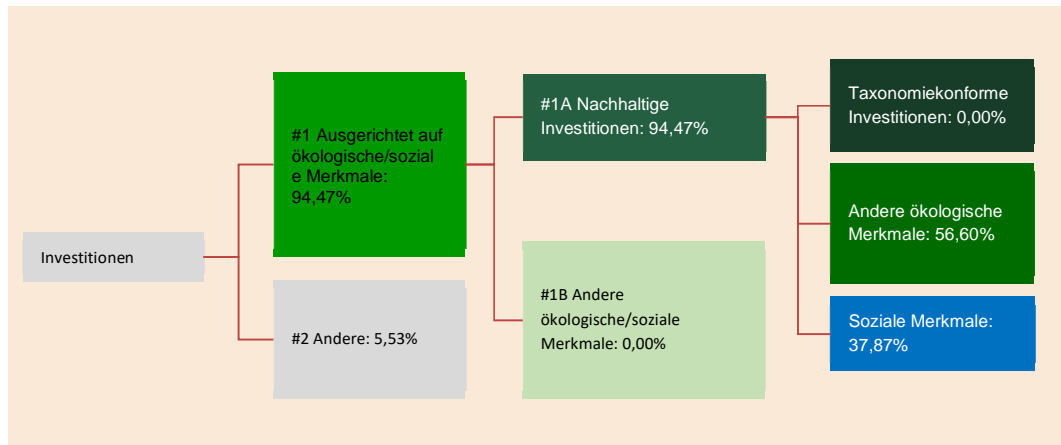 Investitionen
#1 Ausgerichtet auf
ökologische/sozial
e Merkmale:
94,47%
#2 Andere: 5,53%
#1A Nachhaltige
Investitionen: 94,47%
#1B Andere
ökologische/soziale
Merkmale: 0,00%
Taxonomiekonforme
Investitionen: 0,00%
Andere ökologische
Merkmale: 56,60%
Soziale Merkmale:
37,87%